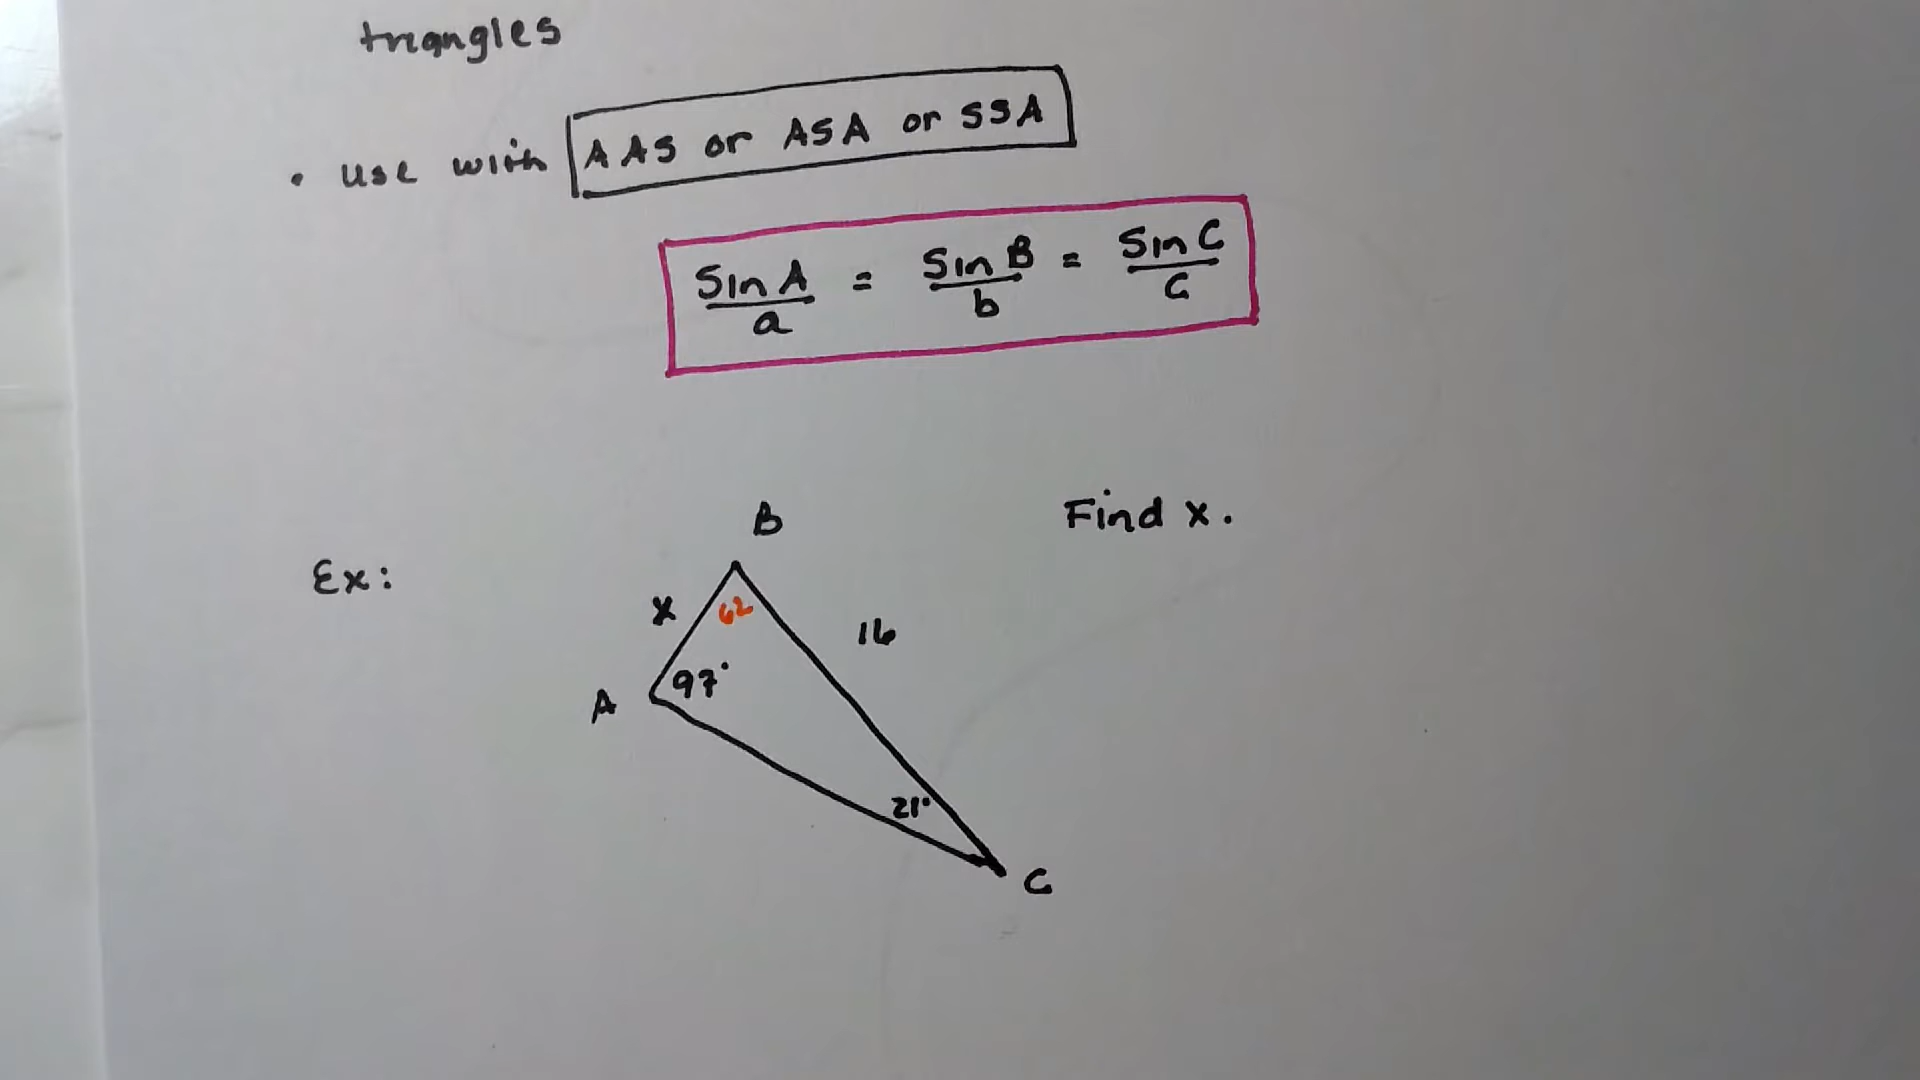 triangles
• Use with AAS or ASA or SSA
Sin A / a = Sin B / b = Sin C / c
B
Find x.
Ex:
x 62 16
97°
A
21°
C